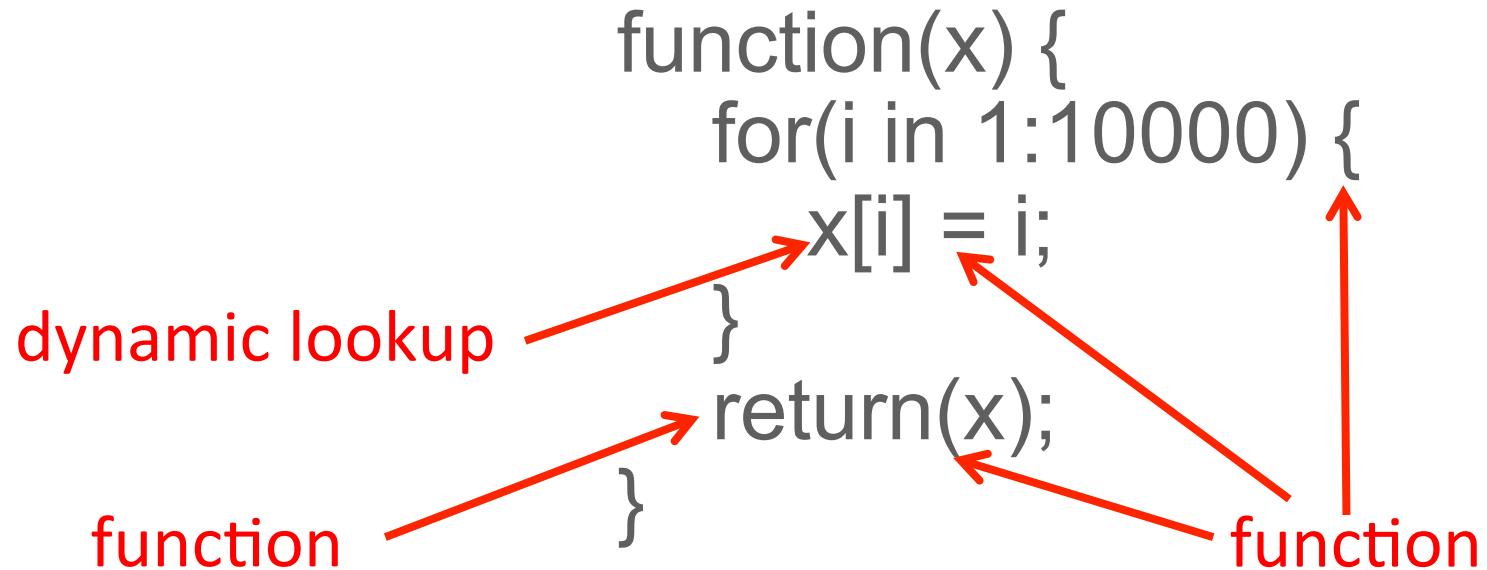 function(x) {
for(i in 1:10000) {
x[i] = i;
}
dynamic lookup
return(x);
}
function
function